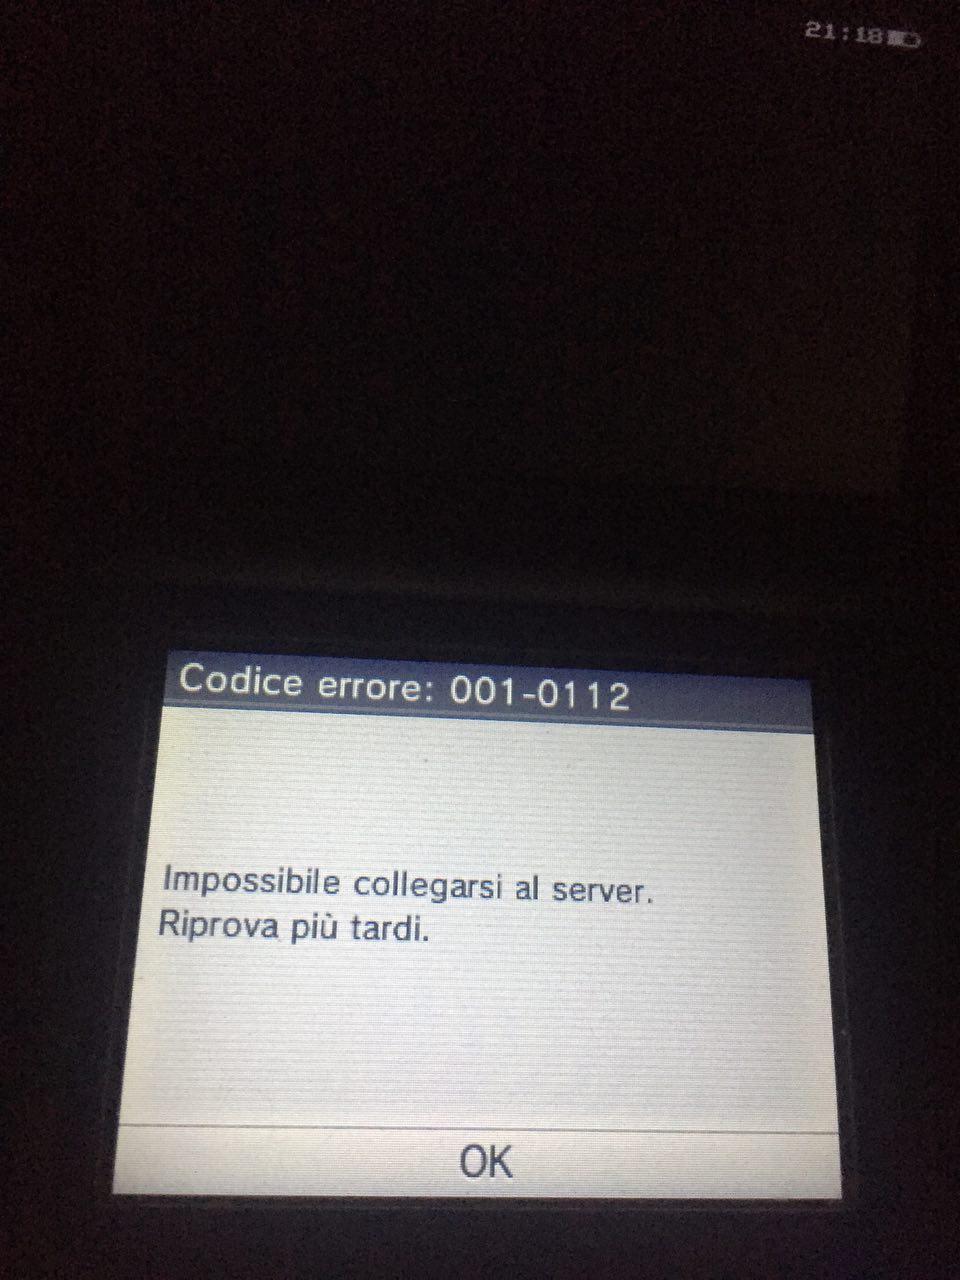 21:18
Codice errore: 001-0112
Impossibile collegarsi al server.
Riprova più tardi.
OK